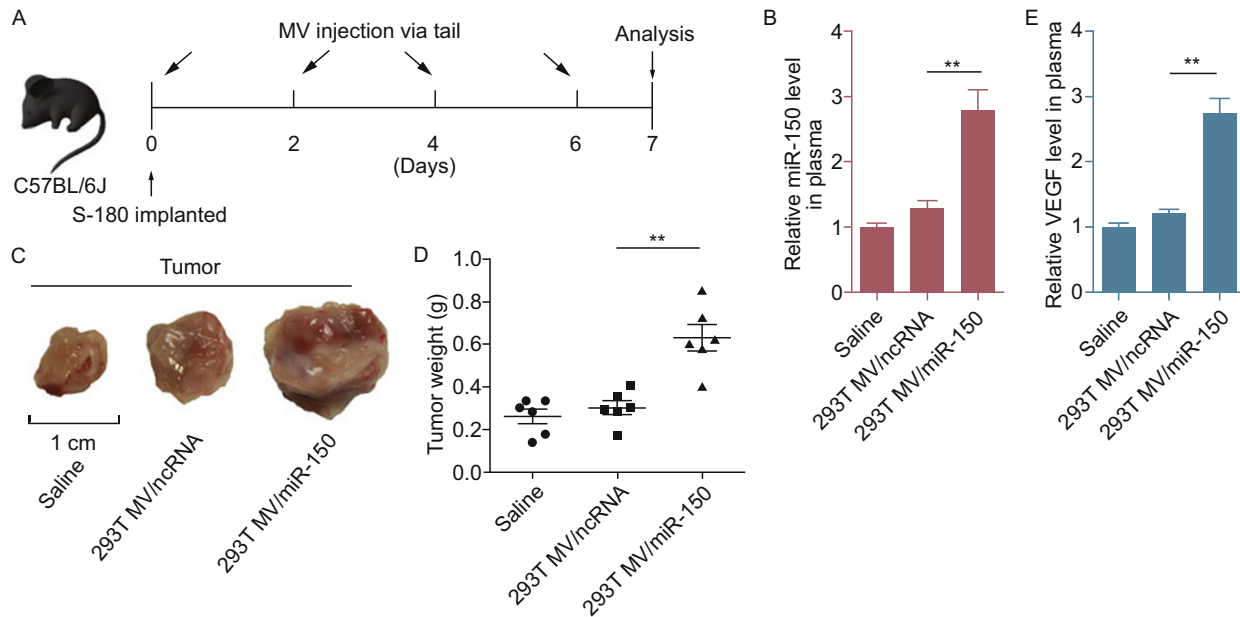 A
MV injection via tail
Analysis
0
2
4
6
7
(Days)
C57BL/6J
S-180 implanted
B
Relative miR-150 level
in plasma
4
3
2
1
0
**
Saline
293T MV/ncRNA
293T MV/miR-150
E
Relative VEGF level in plasma
4
3
2
1
0
**
Saline
293T MV/ncRNA
293T MV/miR-150
C
Tumor
1 cm
Saline
293T MV/ncRNA
293T MV/miR-150
D
Tumor weight (g)
1.0
0.8
0.6
0.4
0.2
0.0
**
Saline
293T MV/ncRNA
293T MV/miR-150